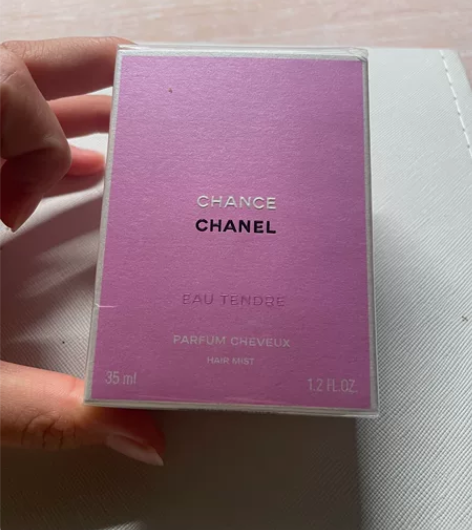 CHANCE
CHANEL
EAU TENDRE
PARFUM CHEVEUX
HAIR MIST
35 ml
1.2 FL.OZ.